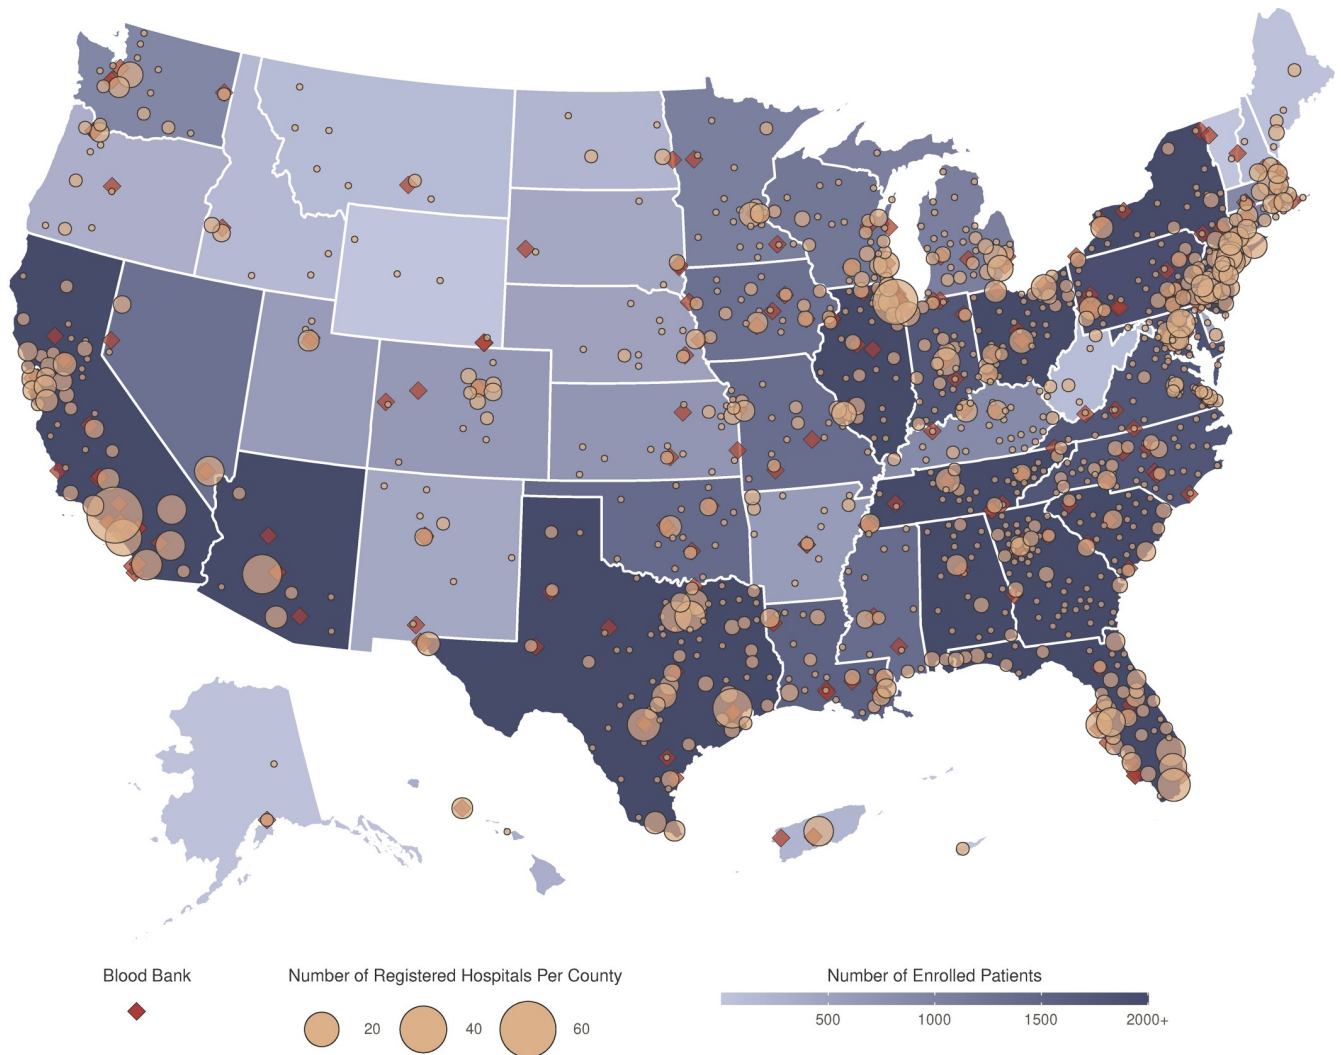 Blood Bank
Number of Registered Hospitals Per County
20 40 60
Number of Enrolled Patients
500 1000 1500 2000+